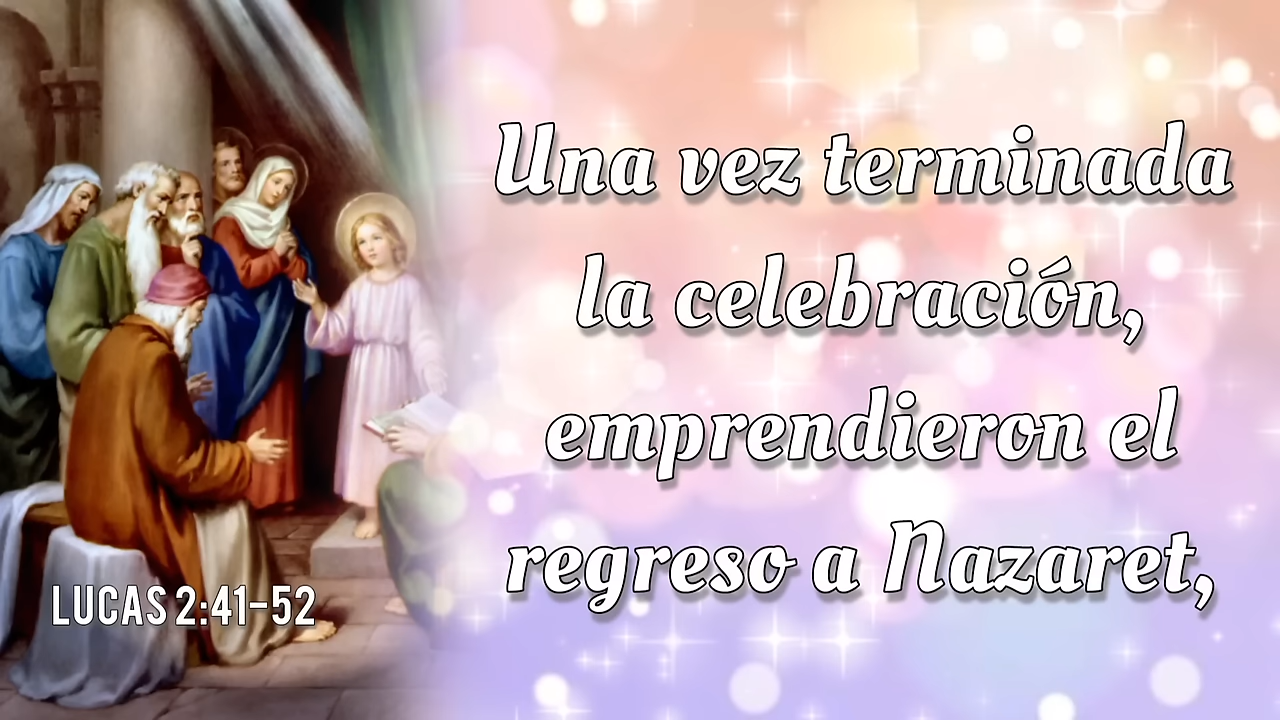 Una vez terminada
la celebración,
emprendieron el
regreso a Nazaret,
LUCAS 2:41-52